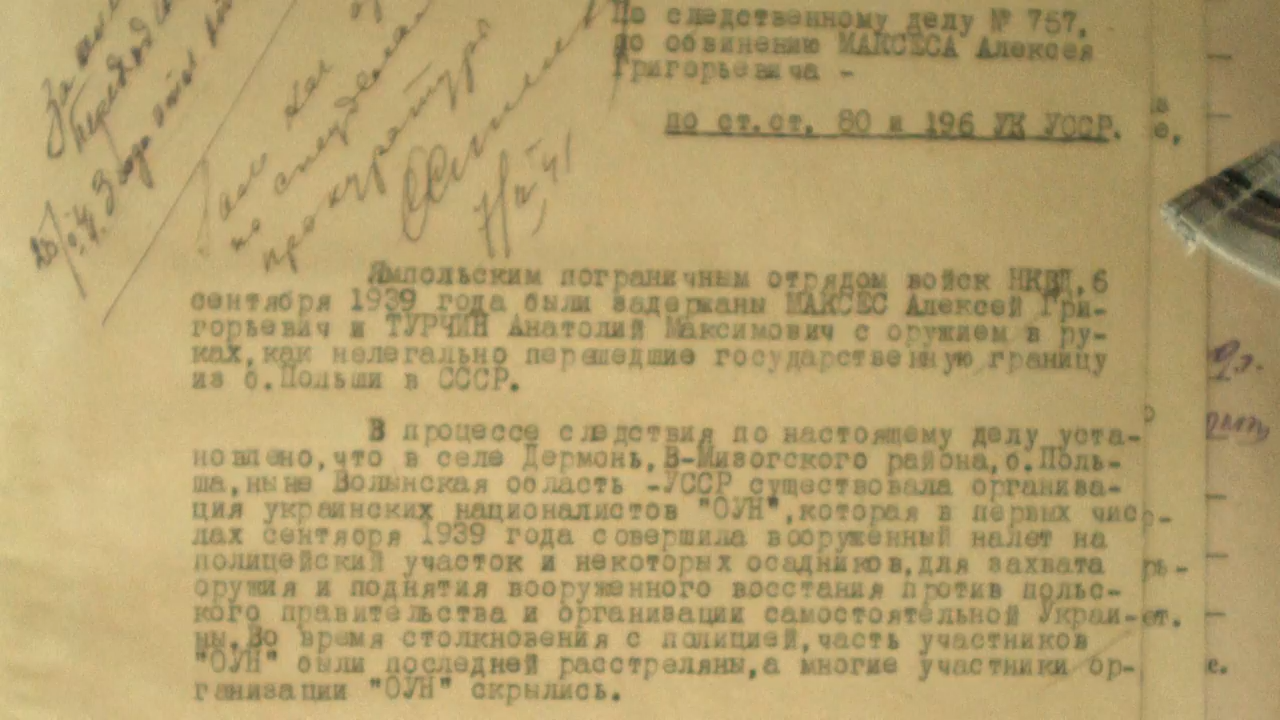 По следственному делу № 757,
по обвинению МАКСЕСА Алексея
Григорьевича -
по ст.ст. 80 и 196 УК УССР.
прокуратуру
Ямпольским пограничным отрядом войск НКВД, 6
сентября 1939 года были задержаны МАКСЕС Алексей Гри-
горьевич и ТУРЧИН Анатолий Максимович с оружием в ру-
ках, как нелегально перешедшие государственную границу
из б.Польши в СССР.
В процессе следствия по настоящему делу уста-
новлено, что в селе Дермонь, В-Мизогского района, б.Поль-
ша, ныне Волынская область -УССР существовала организа-
ция украинских националистов "ОУН", которая в первых чис-
лах сентября 1939 года совершила вооруженный налет на
полицейский участок и некоторых осадников, для захвата
оружия и поднятия вооруженного восстания против поль-
ского правительства и организации самостоятельной Украи-
ны. Во время столкновения с полицией, часть участников
"ОУН" были последней расстреляны, а многие участники ор-
ганизации "ОУН" скрылись.